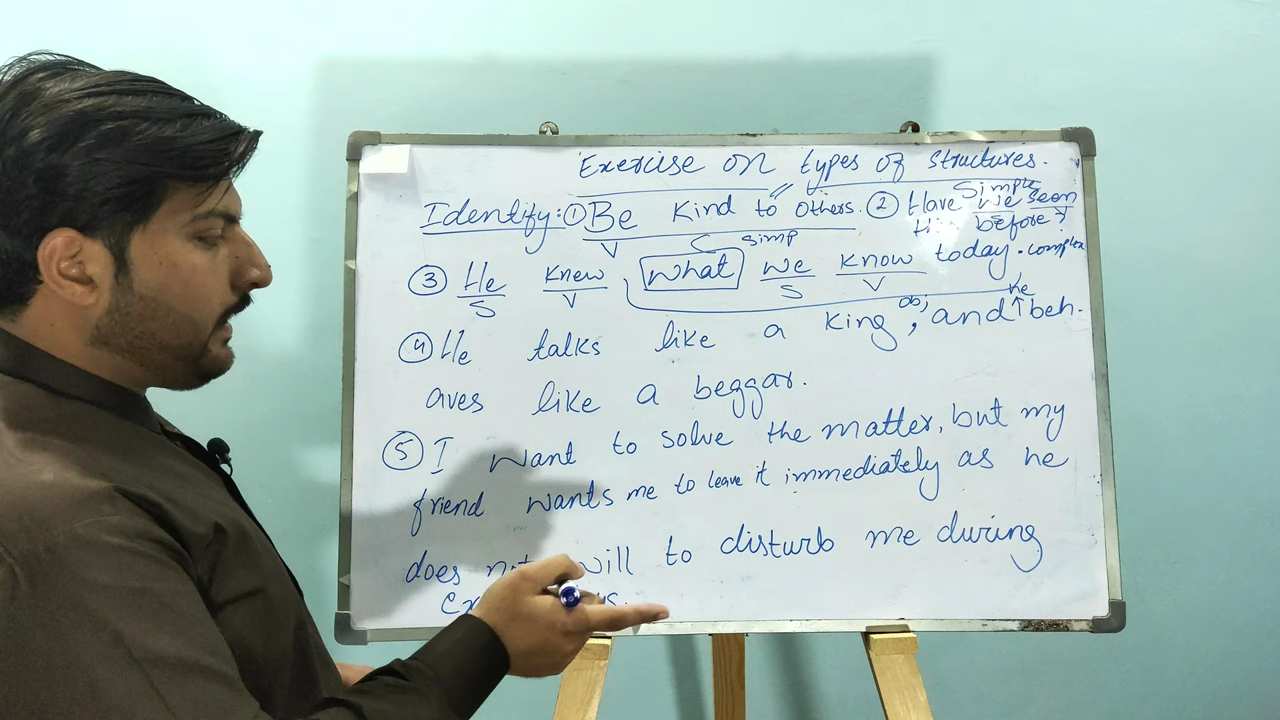 Exercise on types of structures.
Simple
Identify: ① Be Kind to others. ② Have we seen
before?
V simp
③ He knew what we know today. complex
S V S V
obj he
④ He talks like a King, and ↑ beh-
aves like a beggar.
⑤ I want to solve the matter, but my
friend wants me to leave it immediately as he
does will to disturb me during